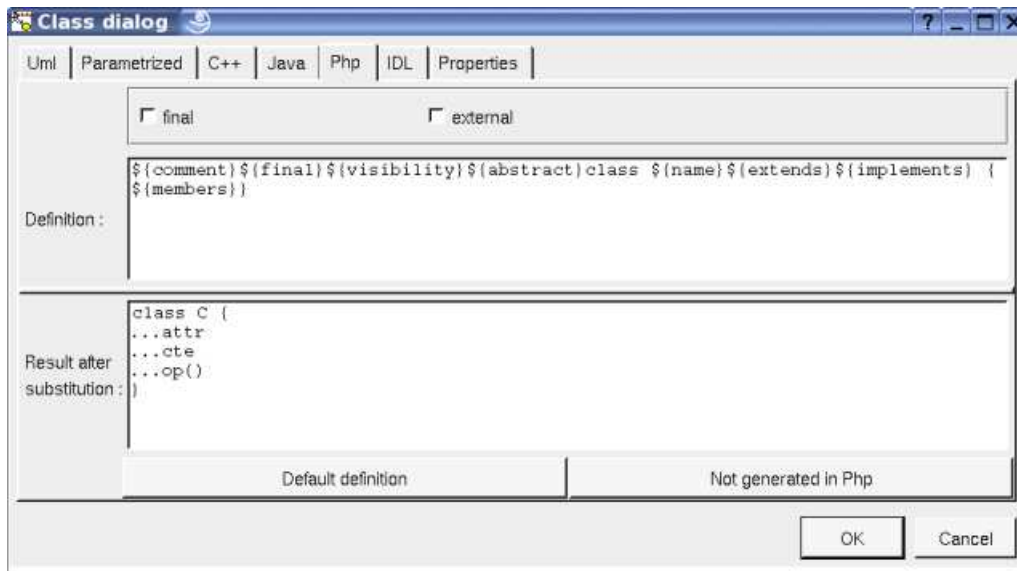 Class dialog
? _ □ X
Uml Parametrized C++ Java Php IDL Properties
final external
Definition :
${comment}${final}${visibility}${abstract}class ${name}${extends}${implements} {
${members}}
Result after
substitution :
class C {
...attr
...cte
...op()
}
Default definition Not generated in Php
OK Cancel